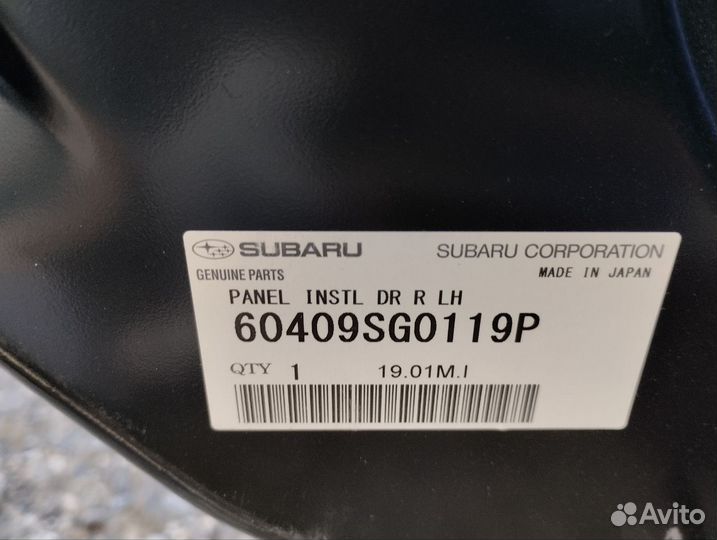 SUBARU SUBARU CORPORATION
GENUINE PARTS MADE IN JAPAN
PANEL INSTL DR R LH
60409SG0119P
QTY 1 19.01M.I
Avito